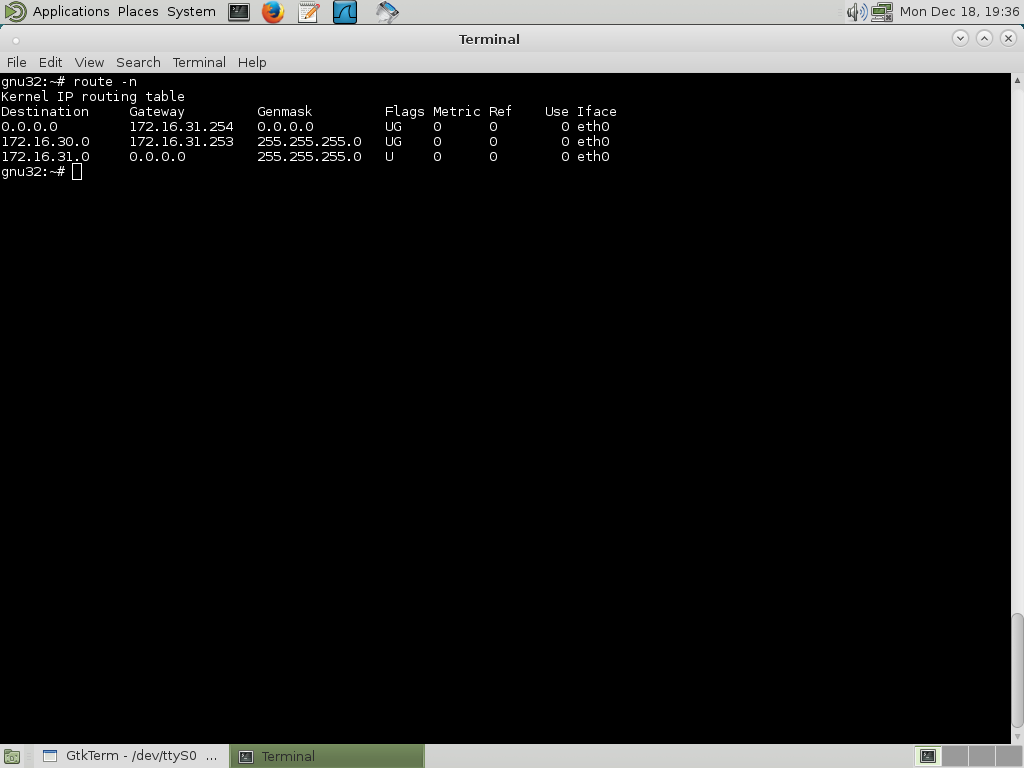 Applications Places System Mon Dec 18, 19:36
Terminal
File Edit View Search Terminal Help
gnu32:~# route -n
Kernel IP routing table
Destination     Gateway         Genmask         Flags Metric Ref    Use Iface
0.0.0.0         172.16.31.254   0.0.0.0         UG    0      0        0 eth0
172.16.30.0     172.16.31.253   255.255.255.0   UG    0      0        0 eth0
172.16.31.0     0.0.0.0         255.255.255.0   U     0      0        0 eth0
gnu32:~#
GtkTerm - /dev/ttyS0 ... Terminal